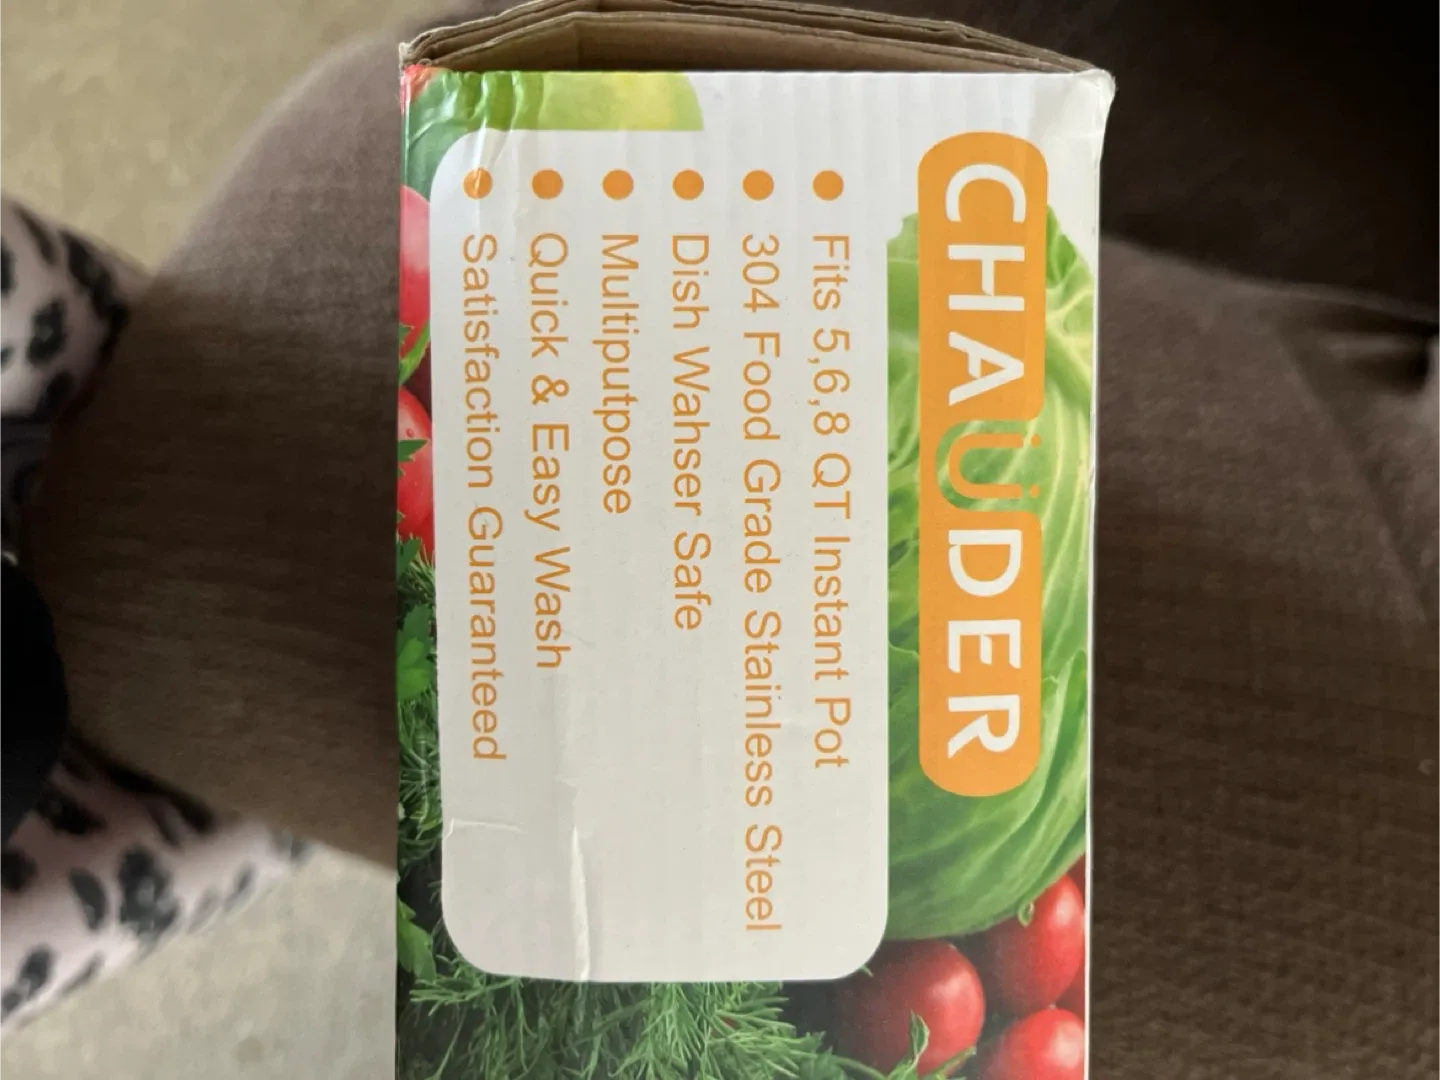 CHAÜDER
• Fits 5,6,8 QT Instant Pot
• 304 Food Grade Stainless Steel
• Dish Wahser Safe
• Multiputpose
• Quick & Easy Wash
• Satisfaction Guaranteed